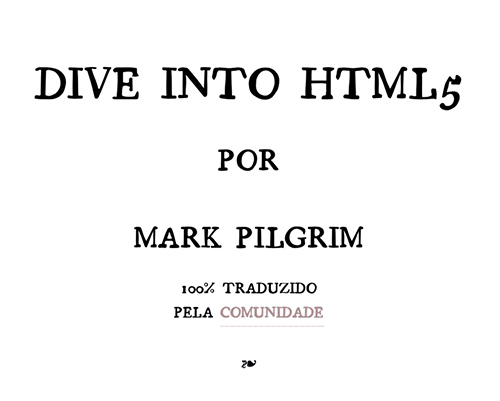 DIVE INTO HTML5
POR
MARK PILGRIM
100% TRADUZIDO
PELA COMUNIDADE
❧